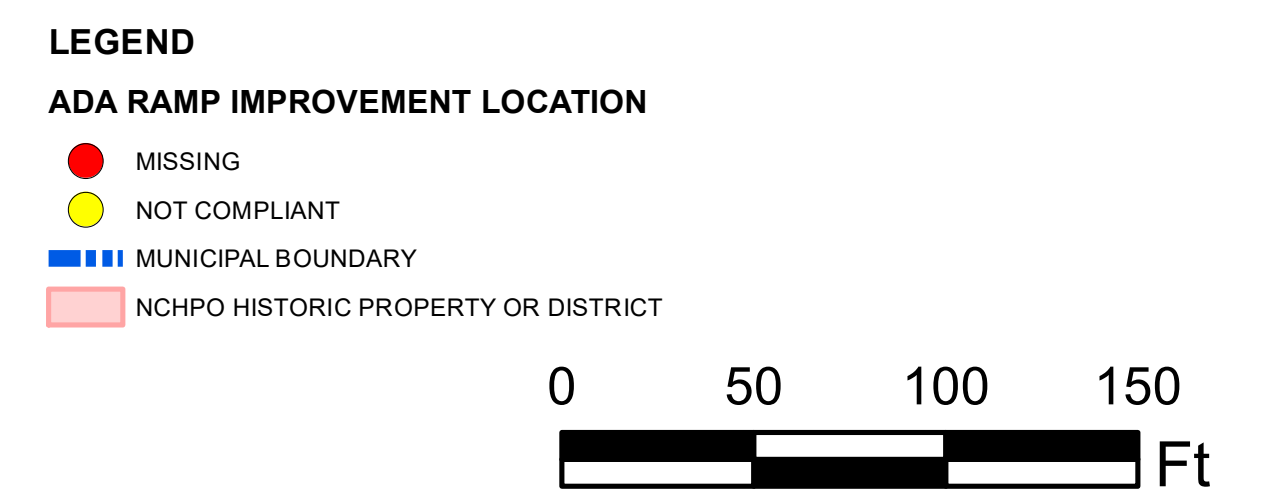 LEGEND
ADA RAMP IMPROVEMENT LOCATION
MISSING
NOT COMPLIANT
MUNICIPAL BOUNDARY
NCHPO HISTORIC PROPERTY OR DISTRICT
0 50 100 150
Ft